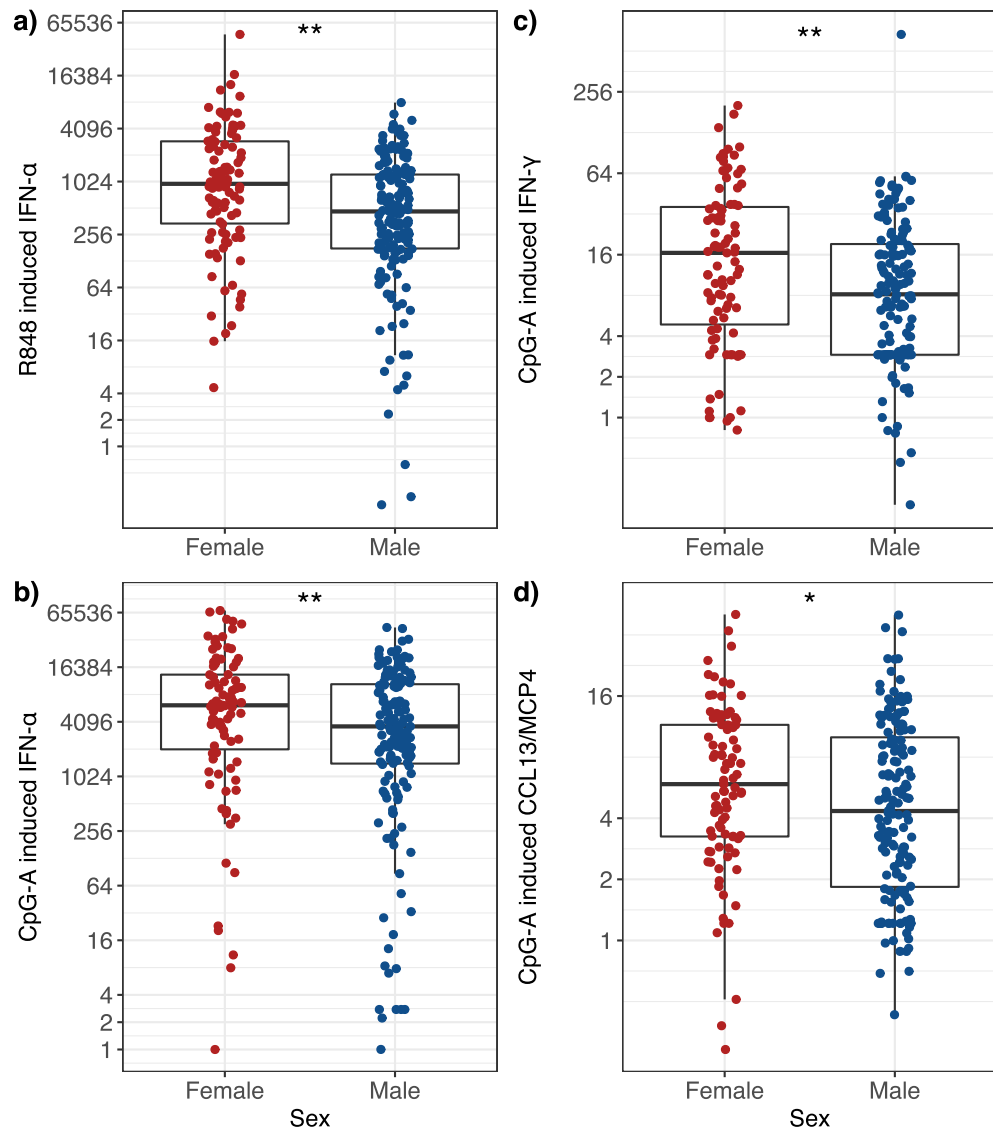 a)
**
R848 induced IFN-α
65536
16384
4096
1024
256
64
16
4
2
1
Female
Male
c)
**
CpG-A induced IFN-γ
256
64
16
4
2
1
Female
Male
b)
**
CpG-A induced IFN-α
65536
16384
4096
1024
256
64
16
4
2
1
Female
Male
Sex
d)
*
CpG-A induced CCL13/MCP4
16
4
2
1
Female
Male
Sex